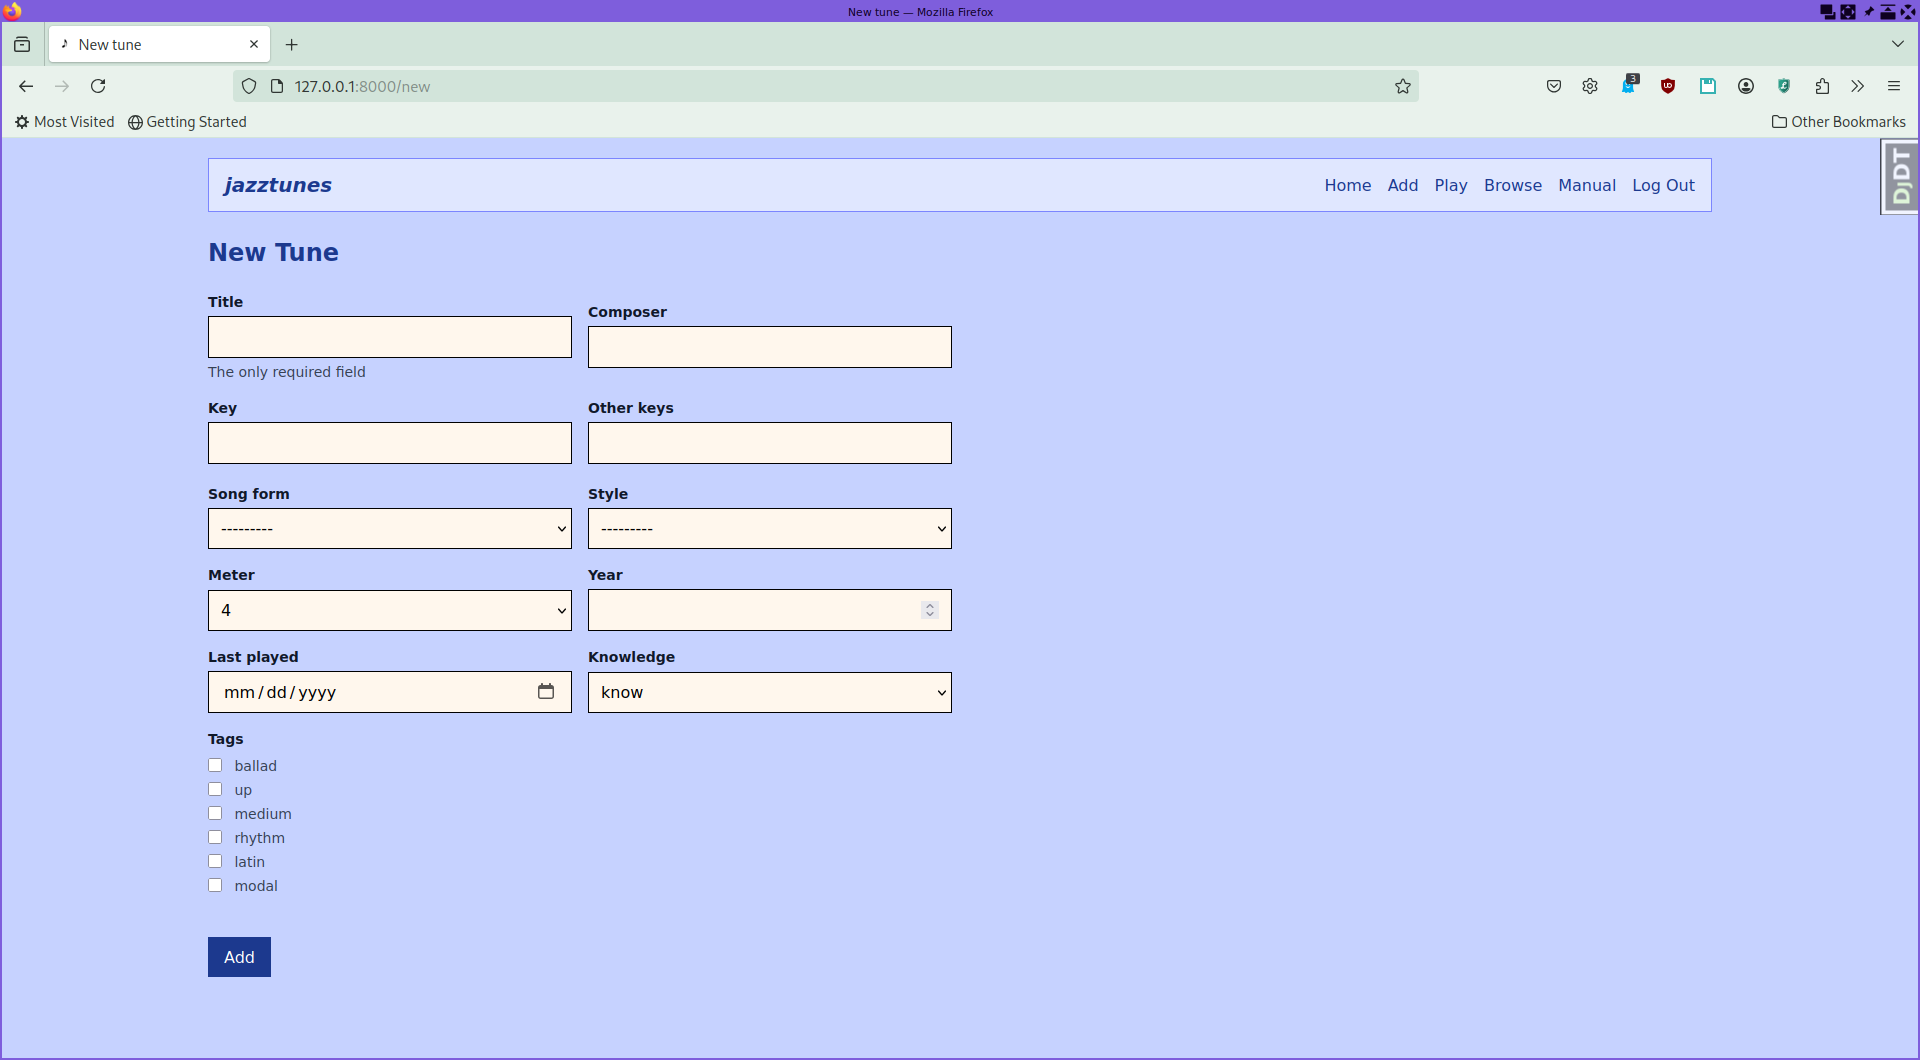 New tune — Mozilla Firefox
♪ New tune
127.0.0.1:8000/new
3
Most Visited Getting Started Other Bookmarks
DjDT
jazztunes Home Add Play Browse Manual Log Out
New Tune
Title
Composer
The only required field
Key Other keys
Song form Style
--------- ---------
Meter Year
4
Last played Knowledge
mm/dd/yyyy know
Tags
ballad
up
medium
rhythm
latin
modal
Add